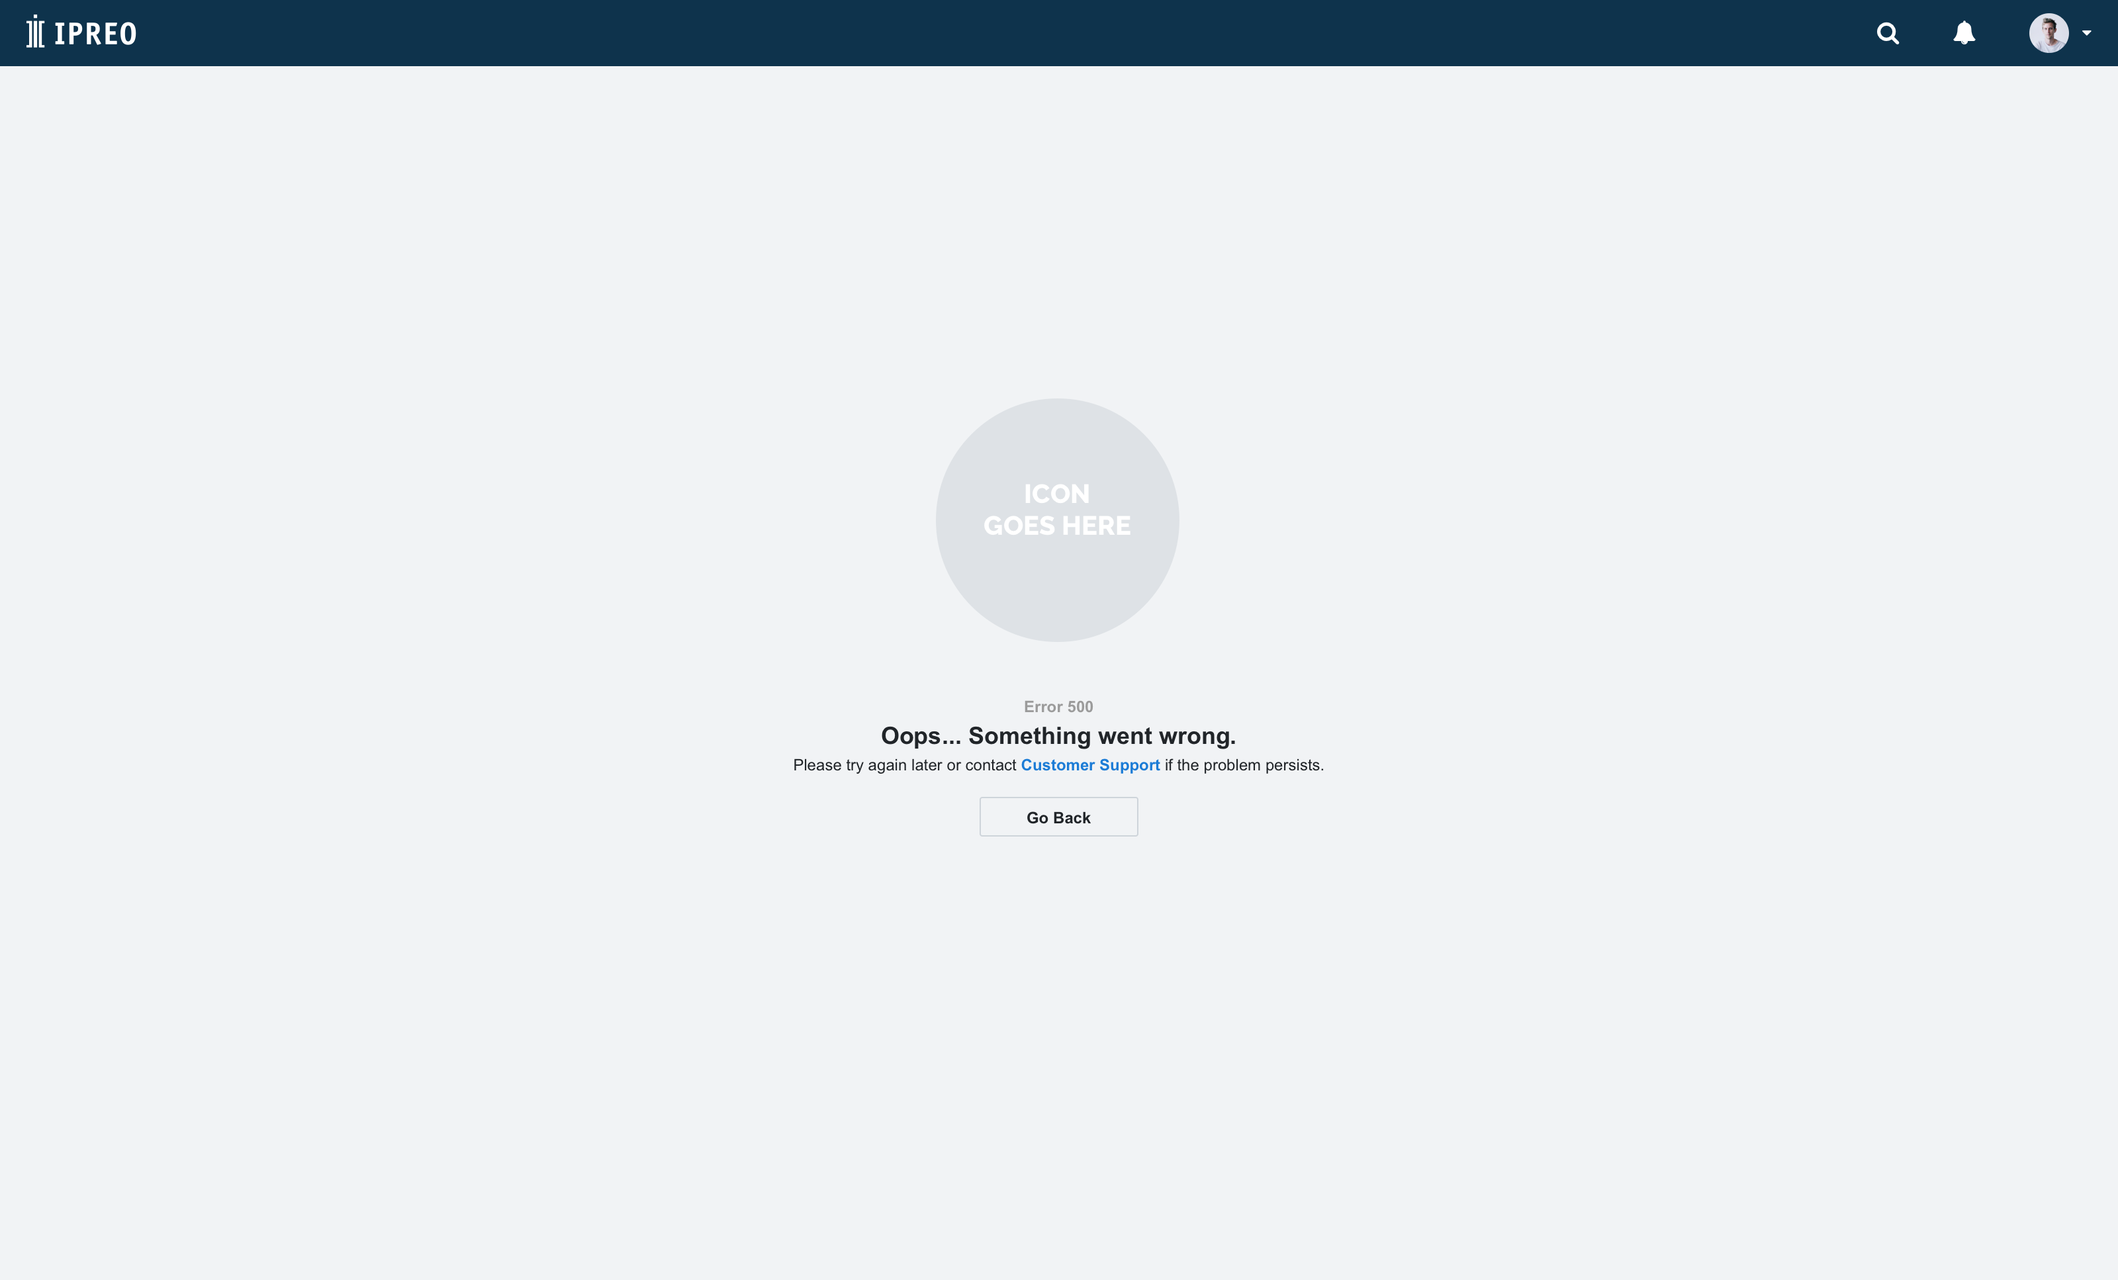 IPREO
ICON
GOES HERE
Error 500
Oops... Something went wrong.
Please try again later or contact Customer Support if the problem persists.
Go Back